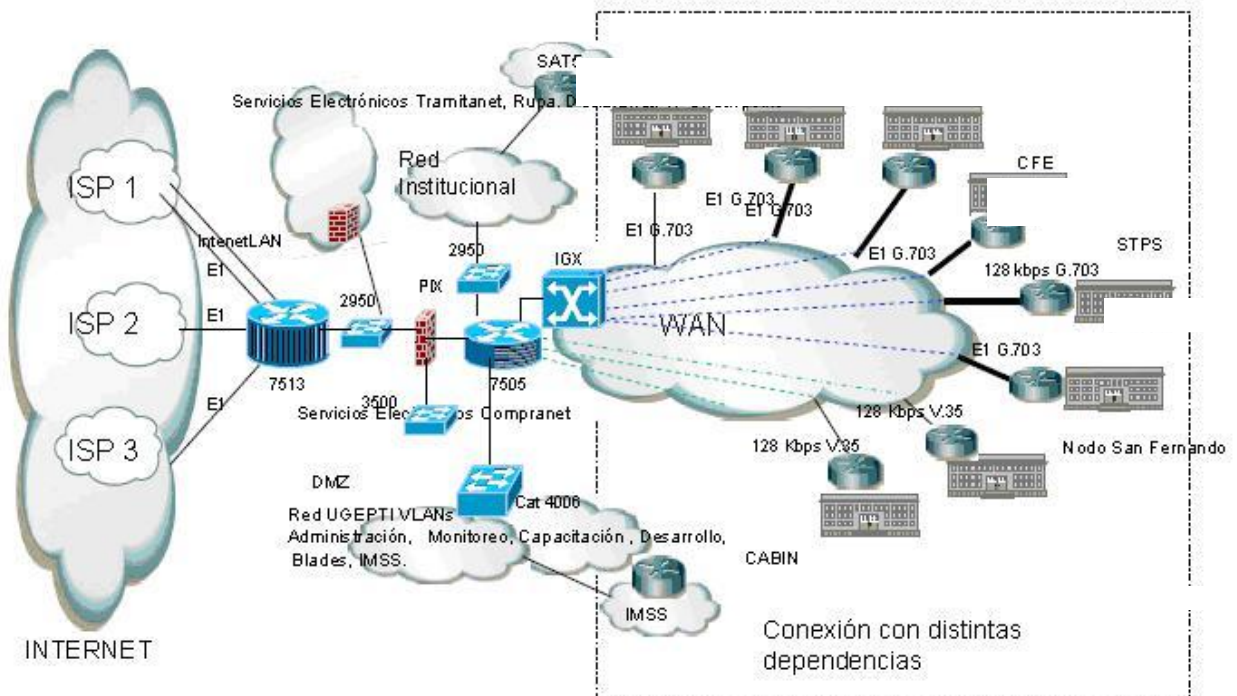 SAT
Servicios Electrónicos Tramitanet, Rupa.
Red
Institucional
ISP 1
IntenetLAN
E1
2950
PIX
2950
IGX
E1 G.703
E1 G.703
E1 G.703
E1 G.703
CFE
STPS
128 kbps G.703
ISP 2
E1
WAN
7513
7505
E1 G.703
E1
3500
Servicios Electrónicos Compranet
128 Kbps V.35
128 Kbps V.35
ISP 3
Nodo San Fernando
DMZ
Cat 4006
Red UGEPTI VLANs
Administración, Monitoreo, Capacitación , Desarrollo,
Blades, IMSS.
CABIN
IMSS
INTERNET
Conexión con distintas
dependencias